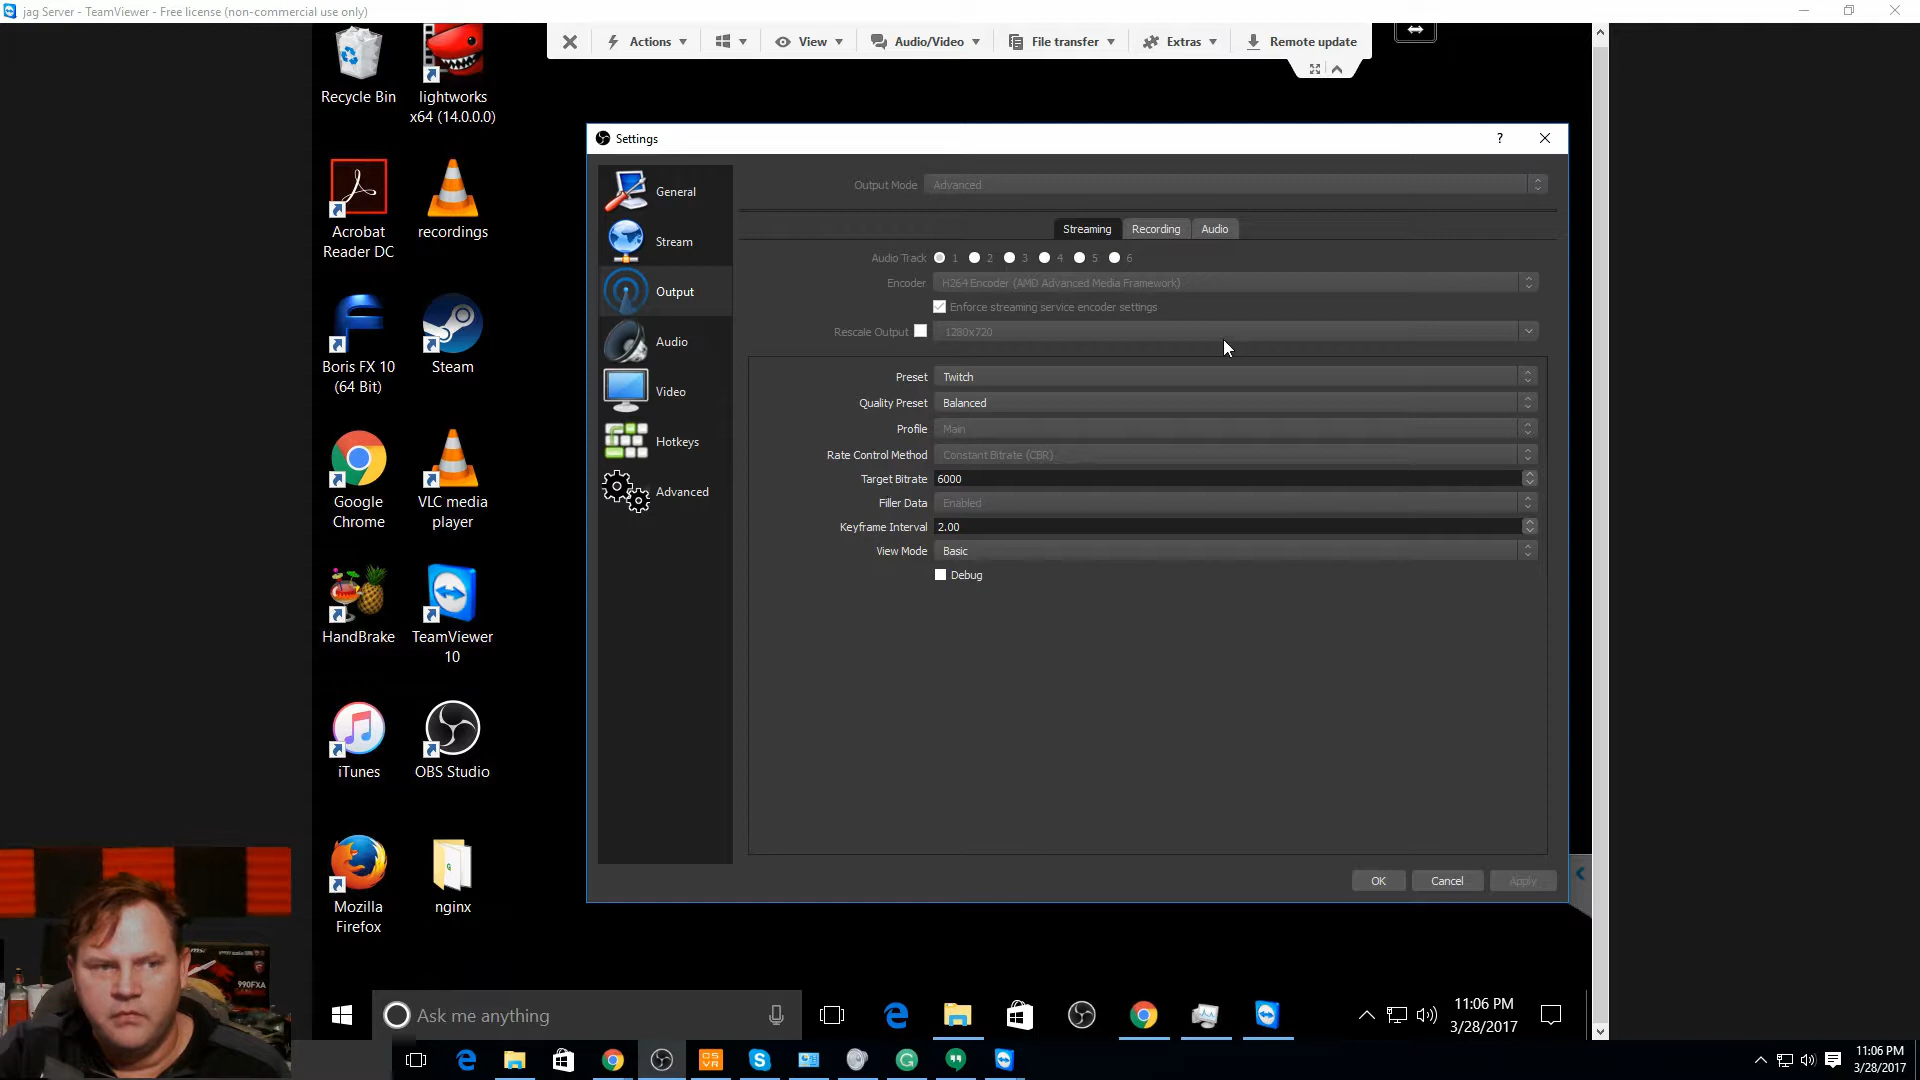 jag Server - TeamViewer - Free license (non-commercial use only)
Actions
View
Audio/Video
File transfer
Extras
Remote update
Recycle Bin
lightworks
x64 (14.0.0.0)
Acrobat
Reader DC
recordings
Boris FX 10
(64 Bit)
Steam
Google
Chrome
VLC media
player
HandBrake
TeamViewer
10
iTunes
OBS Studio
Mozilla
Firefox
nginx
Settings
?
General
Stream
Output
Audio
Video
Hotkeys
Advanced
Output Mode Advanced
Streaming Recording Audio
Audio Track 1 2 3 4 5 6
Encoder H264 Encoder (AMD Advanced Media Framework)
Enforce streaming service encoder settings
Rescale Output 1280x720
Preset Twitch
Quality Preset Balanced
Profile Main
Rate Control Method Constant Bitrate (CBR)
Target Bitrate 6000
Filler Data Enabled
Keyframe Interval 2.00
View Mode Basic
Debug
OK Cancel Apply
990FXA
Ask me anything
11:06 PM
3/28/2017
OS
VR
11:06 PM
3/28/2017